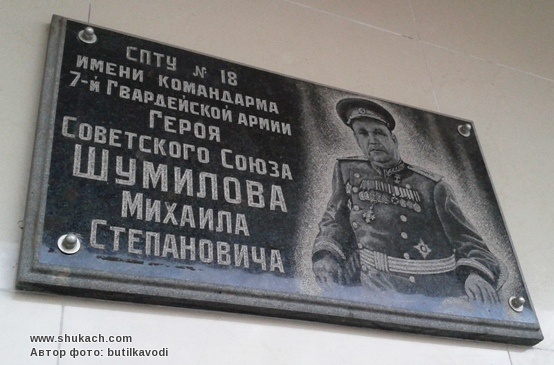 СПТУ № 18
ИМЕНИ КОМАНДАРМА
7-Й ГВАРДЕЙСКОЙ АРМИИ
ГЕРОЯ
СОВЕТСКОГО СОЮЗА
ШУМИЛОВА
МИХАИЛА
СТЕПАНОВИЧА
www.shukach.com
Автор фото: butilkavodi